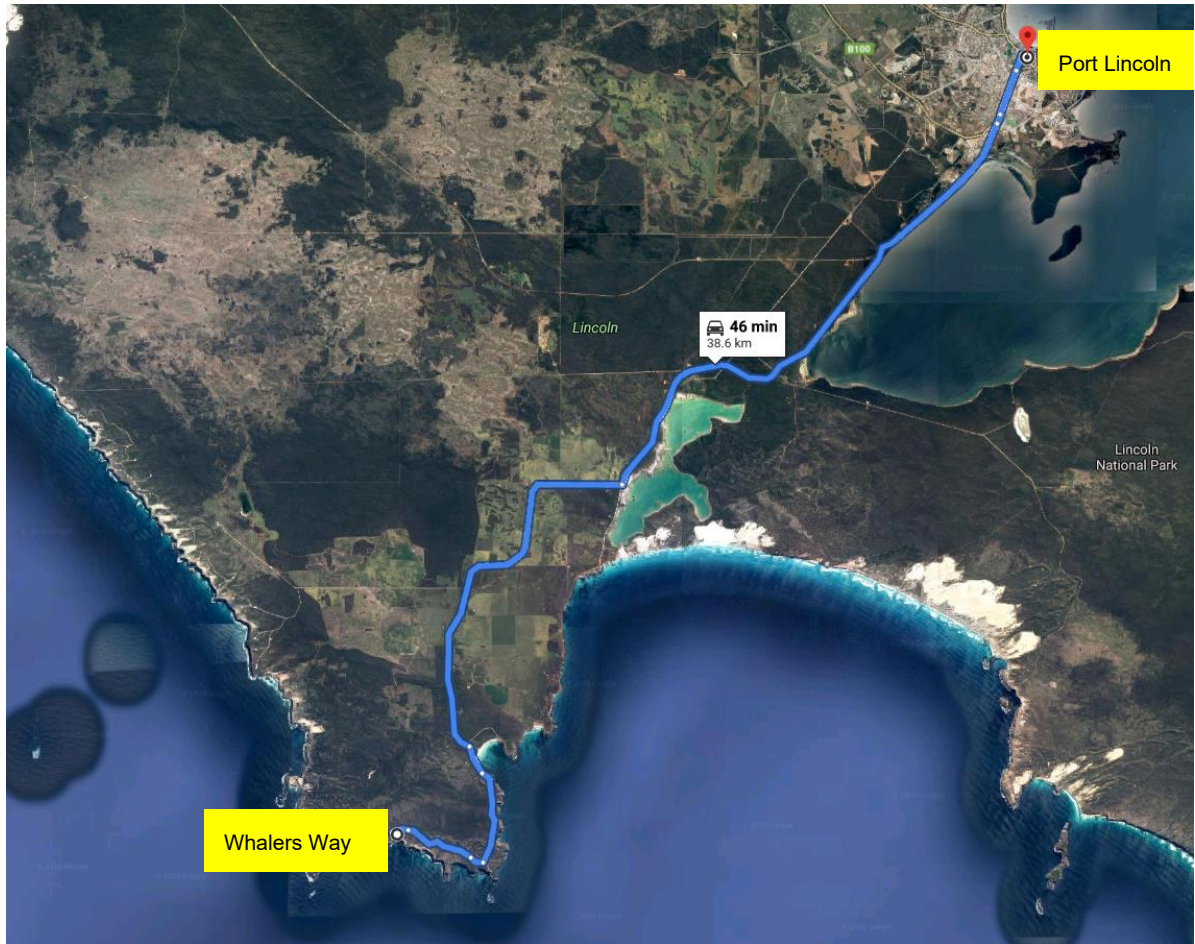 B100
Port Lincoln
Lincoln
46 min
38.6 km
Lincoln
National Park
Whalers Way